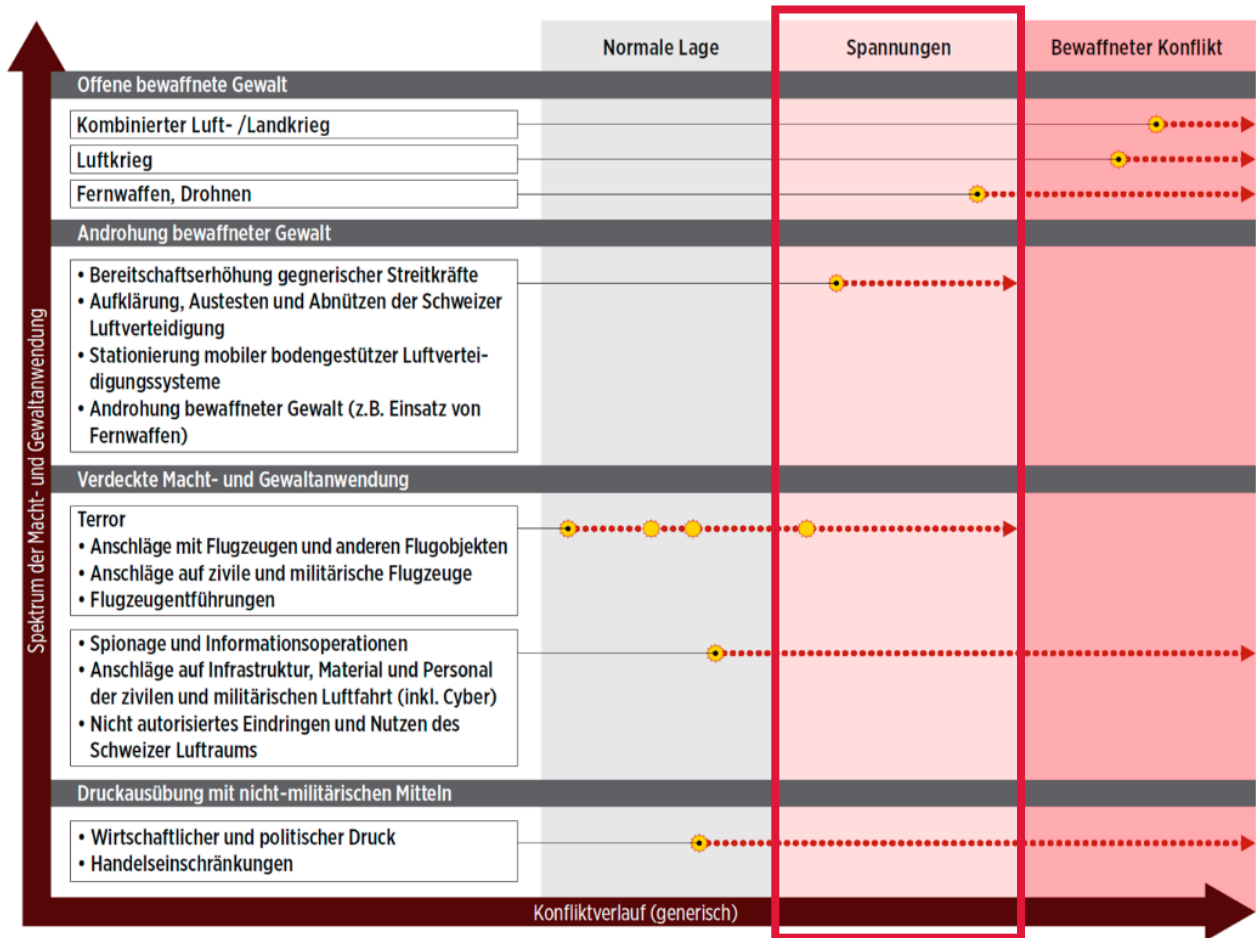 Normale Lage
Spannungen
Bewaffneter Konflikt
Offene bewaffnete Gewalt
Kombinierter Luft- /Landkrieg
Luftkrieg
Fernwaffen, Drohnen
Androhung bewaffneter Gewalt
• Bereitschaftserhöhung gegnerischer Streitkräfte
• Aufklärung, Austesten und Abnützen der Schweizer
Luftverteidigung
• Stationierung mobiler bodengestützer Luftvertei-
digungssysteme
• Androhung bewaffneter Gewalt (z.B. Einsatz von
Fernwaffen)
Verdeckte Macht- und Gewaltanwendung
Terror
• Anschläge mit Flugzeugen und anderen Flugobjekten
• Anschläge auf zivile und militärische Flugzeuge
• Flugzeugentführungen
• Spionage und Informationsoperationen
• Anschläge auf Infrastruktur, Material und Personal
der zivilen und militärischen Luftfahrt (inkl. Cyber)
• Nicht autorisiertes Eindringen und Nutzen des
Schweizer Luftraums
Druckausübung mit nicht-militärischen Mitteln
• Wirtschaftlicher und politischer Druck
• Handelseinschränkungen
Spektrum der Macht- und Gewaltanwendung
Konfliktverlauf (generisch)